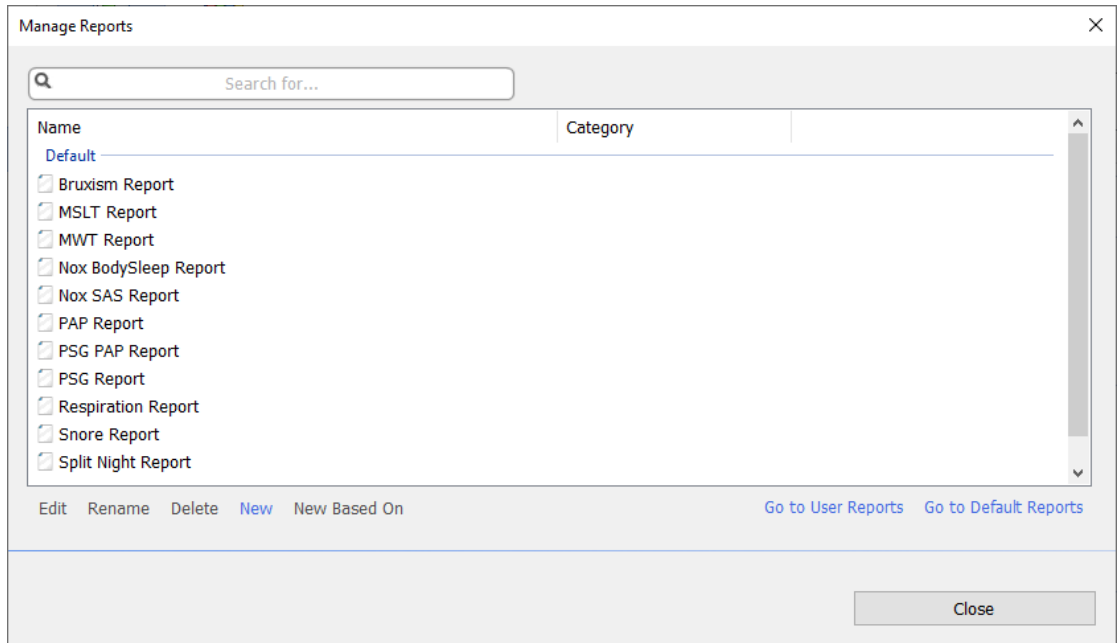 Manage Reports
Search for...
Name Category
Default
Bruxism Report
MSLT Report
MWT Report
Nox BodySleep Report
Nox SAS Report
PAP Report
PSG PAP Report
PSG Report
Respiration Report
Snore Report
Split Night Report
Edit Rename Delete New New Based On Go to User Reports Go to Default Reports
Close